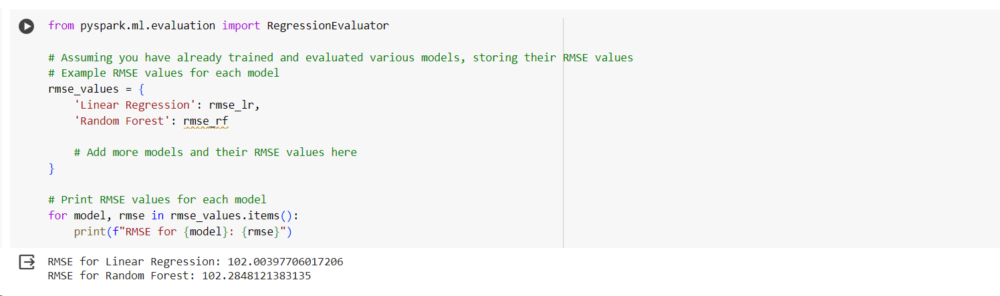 from pyspark.ml.evaluation import RegressionEvaluator
# Assuming you have already trained and evaluated various models, storing their RMSE values
# Example RMSE values for each model
rmse_values = {
    'Linear Regression': rmse_lr,
    'Random Forest': rmse_rf
    # Add more models and their RMSE values here
}
# Print RMSE values for each model
for model, rmse in rmse_values.items():
    print(f"RMSE for {model}: {rmse}")
RMSE for Linear Regression: 102.00397706017206
RMSE for Random Forest: 102.2848121383135